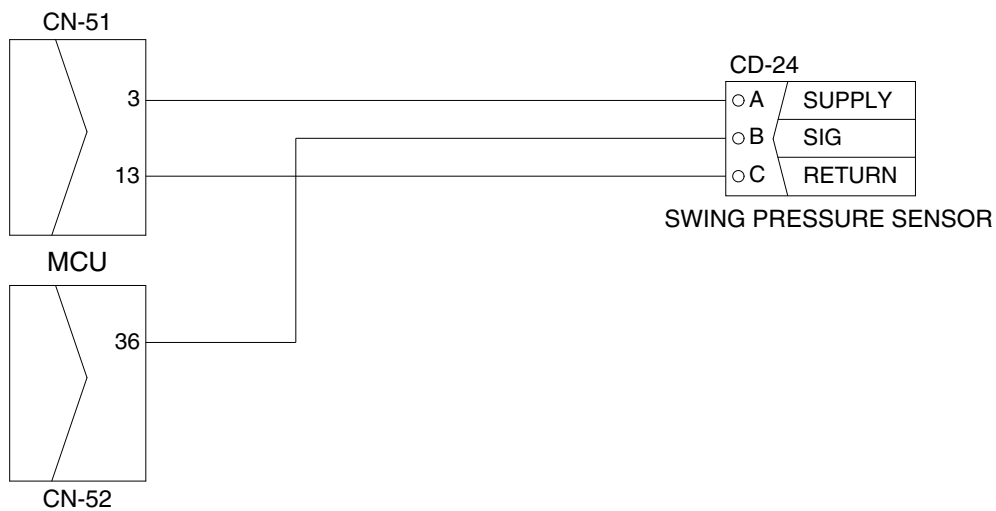 CN-51
CD-24
3
A SUPPLY
B SIG
13
C RETURN
SWING PRESSURE SENSOR
MCU
36
CN-52